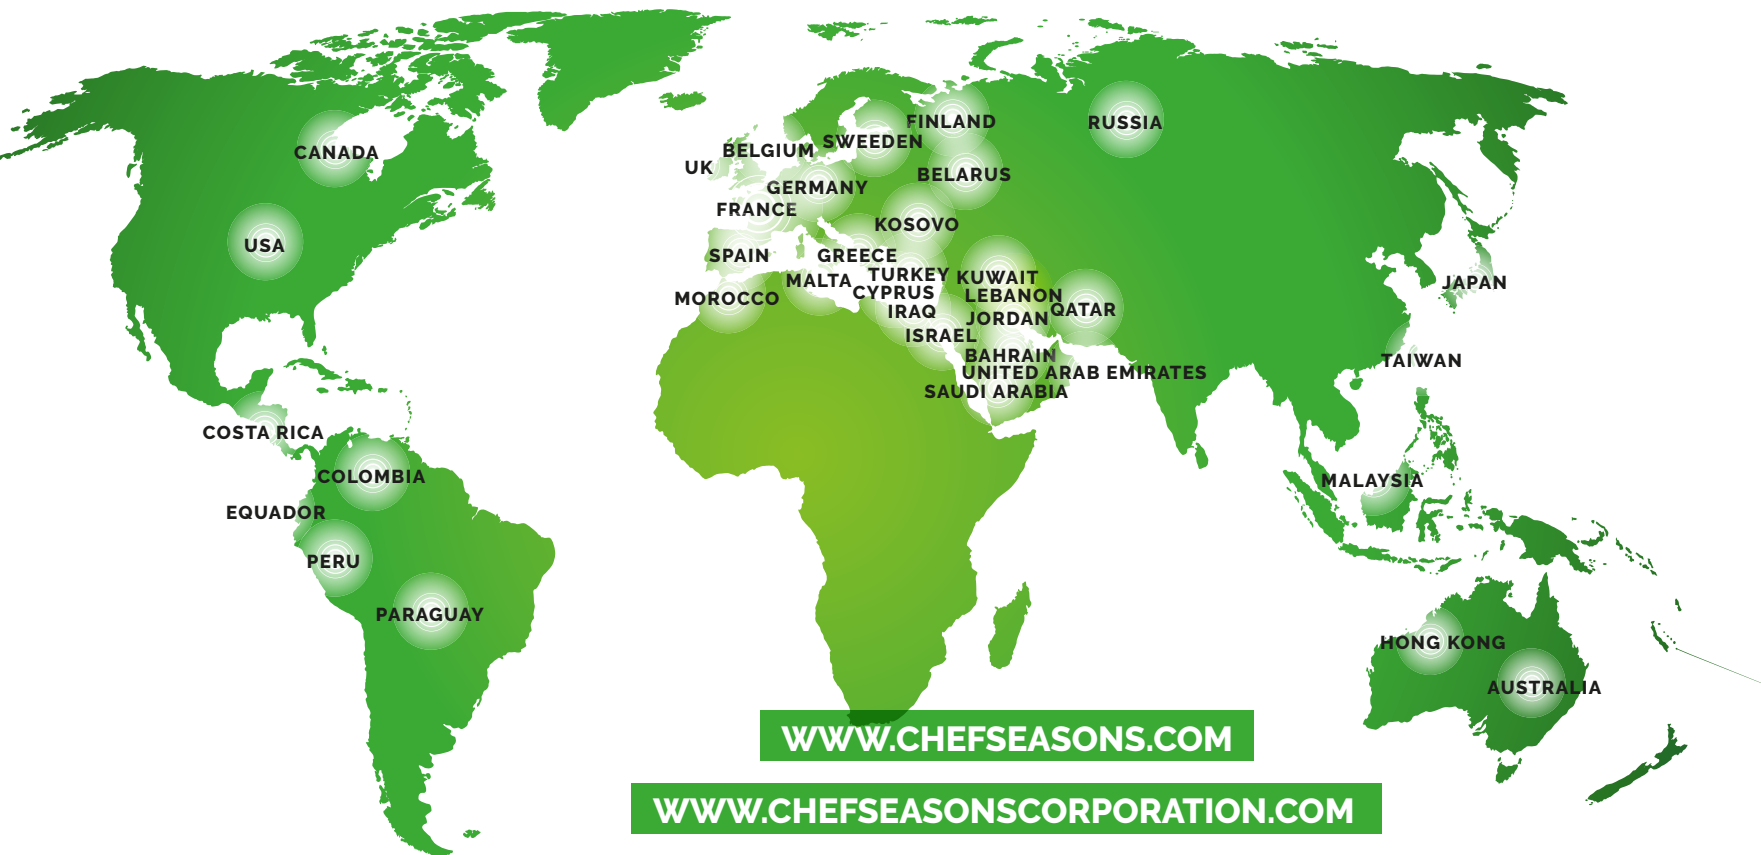 FINLAND
RUSSIA
SWEEDEN
CANADA
BELGIUM
UK
BELARUS
GERMANY
FRANCE
KOSOVO
USA
SPAIN
GREECE
TURKEY
KUWAIT
MALTA
JAPAN
CYPRUS
LEBANON
MOROCCO
QATAR
IRAQ
JORDAN
ISRAEL
BAHRAIN
TAIWAN
UNITED ARAB EMIRATES
SAUDI ARABIA
COSTA RICA
COLOMBIA
MALAYSIA
EQUADOR
PERU
PARAGUAY
HONG KONG
AUSTRALIA
WWW.CHEFSEASONS.COM
WWW.CHEFSEASONSCORPORATION.COM